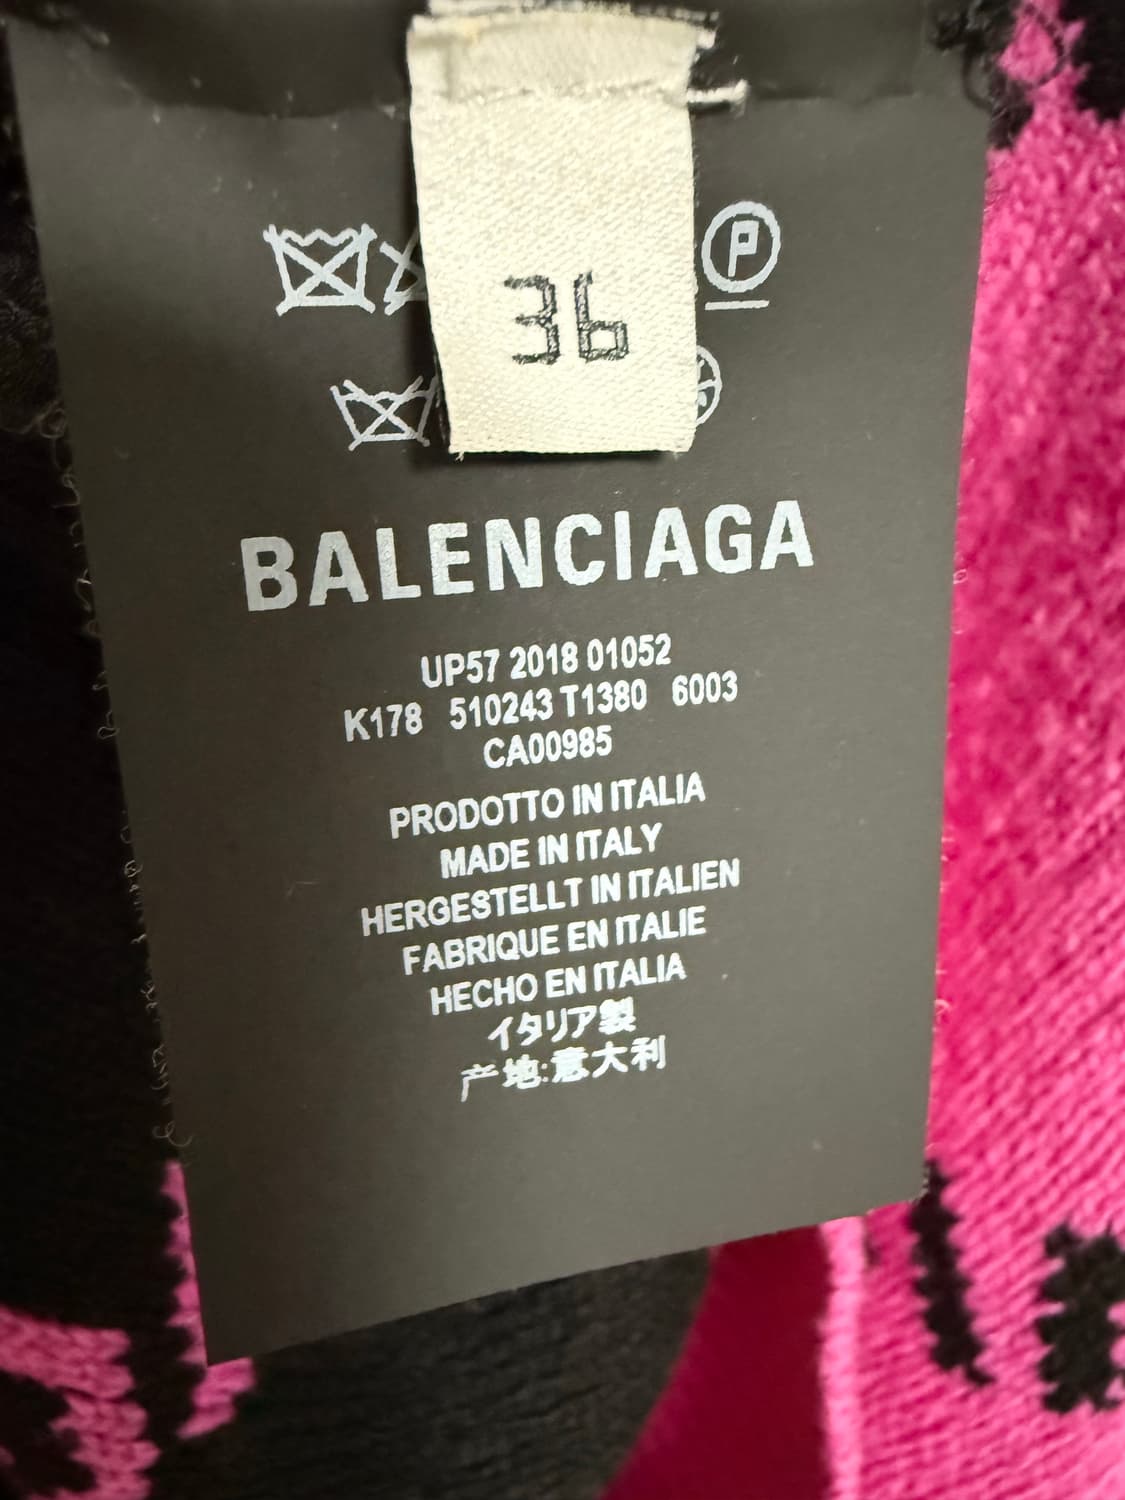 36
P
BALENCIAGA
UP57 2018 01052
K178 510243 T1380 6003
CA00985
PRODOTTO IN ITALIA
MADE IN ITALY
HERGESTELLT IN ITALIEN
FABRIQUE EN ITALIE
HECHO EN ITALIA
イタリア製
产地:意大利